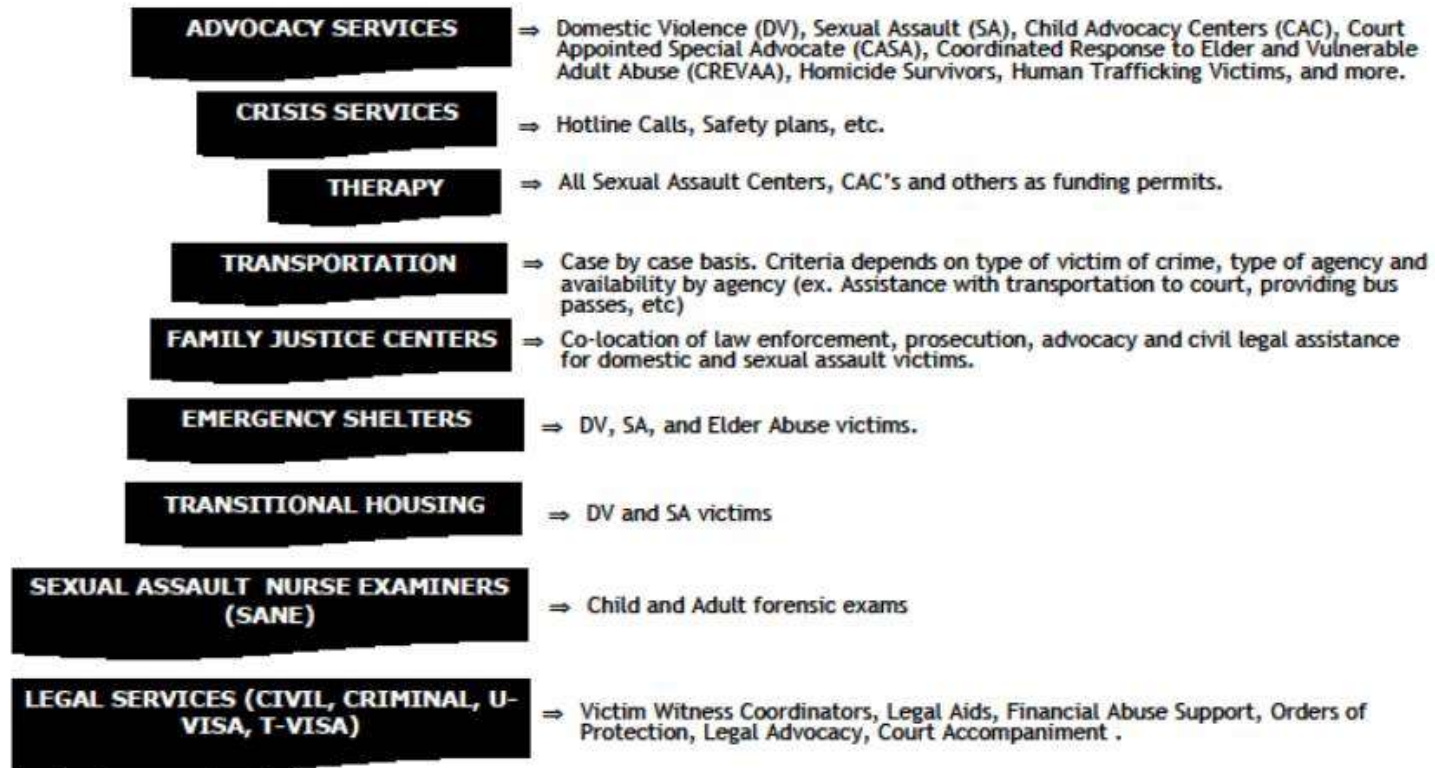 ADVOCACY SERVICES
⇒ Domestic Violence (DV), Sexual Assault (SA), Child Advocacy Centers (CAC), Court
Appointed Special Advocate (CASA), Coordinated Response to Elder and Vulnerable
Adult Abuse (CREVAA), Homicide Survivors, Human Trafficking Victims, and more.
CRISIS SERVICES
⇒ Hotline Calls, Safety plans, etc.
THERAPY
⇒ All Sexual Assault Centers, CAC's and others as funding permits.
TRANSPORTATION
⇒ Case by case basis. Criteria depends on type of victim of crime, type of agency and
availability by agency (ex. Assistance with transportation to court, providing bus
passes, etc)
FAMILY JUSTICE CENTERS
⇒ Co-location of law enforcement, prosecution, advocacy and civil legal assistance
for domestic and sexual assault victims.
EMERGENCY SHELTERS
⇒ DV, SA, and Elder Abuse victims.
TRANSITIONAL HOUSING
⇒ DV and SA victims
SEXUAL ASSAULT NURSE EXAMINERS
(SANE)
⇒ Child and Adult forensic exams
LEGAL SERVICES (CIVIL, CRIMINAL, U-
VISA, T-VISA)
⇒ Victim Witness Coordinators, Legal Aids, Financial Abuse Support, Orders of
Protection, Legal Advocacy, Court Accompaniment .